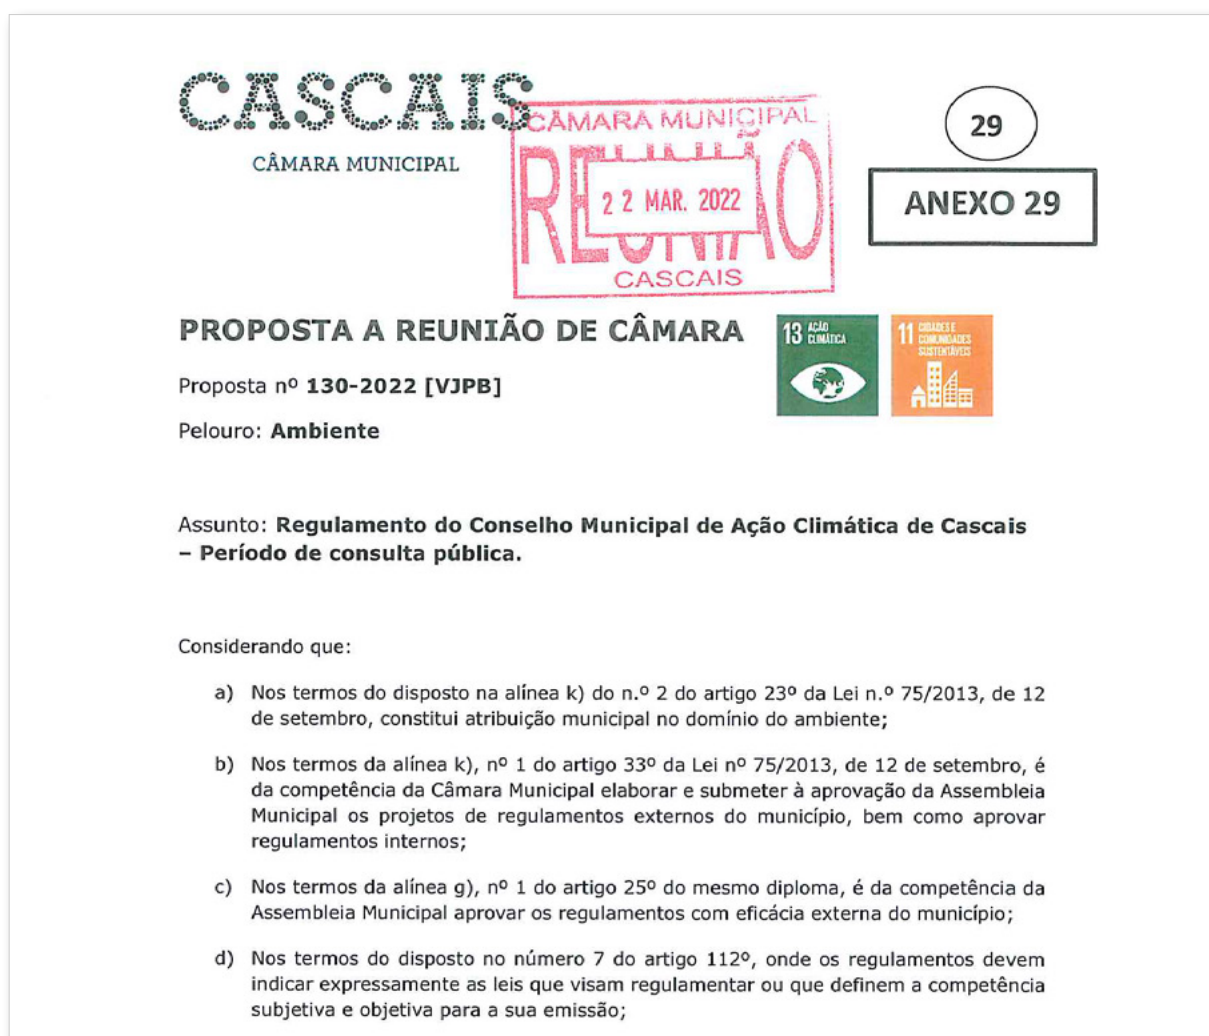 CASCAIS
CÂMARA MUNICIPAL
CÂMARA MUNICIPAL
REUNIÃO
22 MAR. 2022
CASCAIS
29
ANEXO 29
PROPOSTA A REUNIÃO DE CÂMARA
13 AÇÃO
CLIMÁTICA
11 CIDADES E
COMUNIDADES
SUSTENTÁVEIS
Proposta nº 130-2022 [VJPB]
Pelouro: Ambiente
Assunto: Regulamento do Conselho Municipal de Ação Climática de Cascais
– Período de consulta pública.
Considerando que:
a) Nos termos do disposto na alínea k) do n.º 2 do artigo 23º da Lei n.º 75/2013, de 12
de setembro, constitui atribuição municipal no domínio do ambiente;
b) Nos termos da alínea k), nº 1 do artigo 33º da Lei nº 75/2013, de 12 de setembro, é
da competência da Câmara Municipal elaborar e submeter à aprovação da Assembleia
Municipal os projetos de regulamentos externos do município, bem como aprovar
regulamentos internos;
c) Nos termos da alínea g), nº 1 do artigo 25º do mesmo diploma, é da competência da
Assembleia Municipal aprovar os regulamentos com eficácia externa do município;
d) Nos termos do disposto no número 7 do artigo 112º, onde os regulamentos devem
indicar expressamente as leis que visam regulamentar ou que definem a competência
subjetiva e objetiva para a sua emissão;